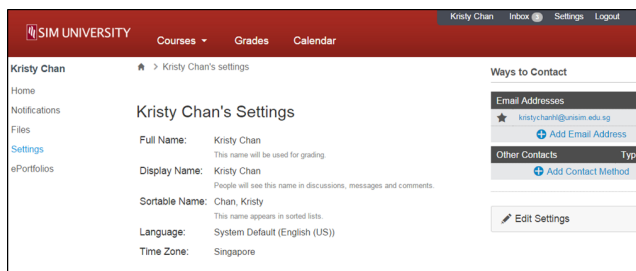 Kristy Chan Inbox 3 Settings Logout
SIM UNIVERSITY
Courses Grades Calendar
Kristy Chan
Home
Notifications
Files
Settings
ePortfolios
> Kristy Chan's settings
Kristy Chan's Settings
Full Name: Kristy Chan
This name will be used for grading.
Display Name: Kristy Chan
People will see this name in discussions, messages and comments.
Sortable Name: Chan, Kristy
This name appears in sorted lists.
Language: System Default (English (US))
Time Zone: Singapore
Ways to Contact
Email Addresses
kristychanhl@unisim.edu.sg
Add Email Address
Other Contacts Typ
Add Contact Method
Edit Settings